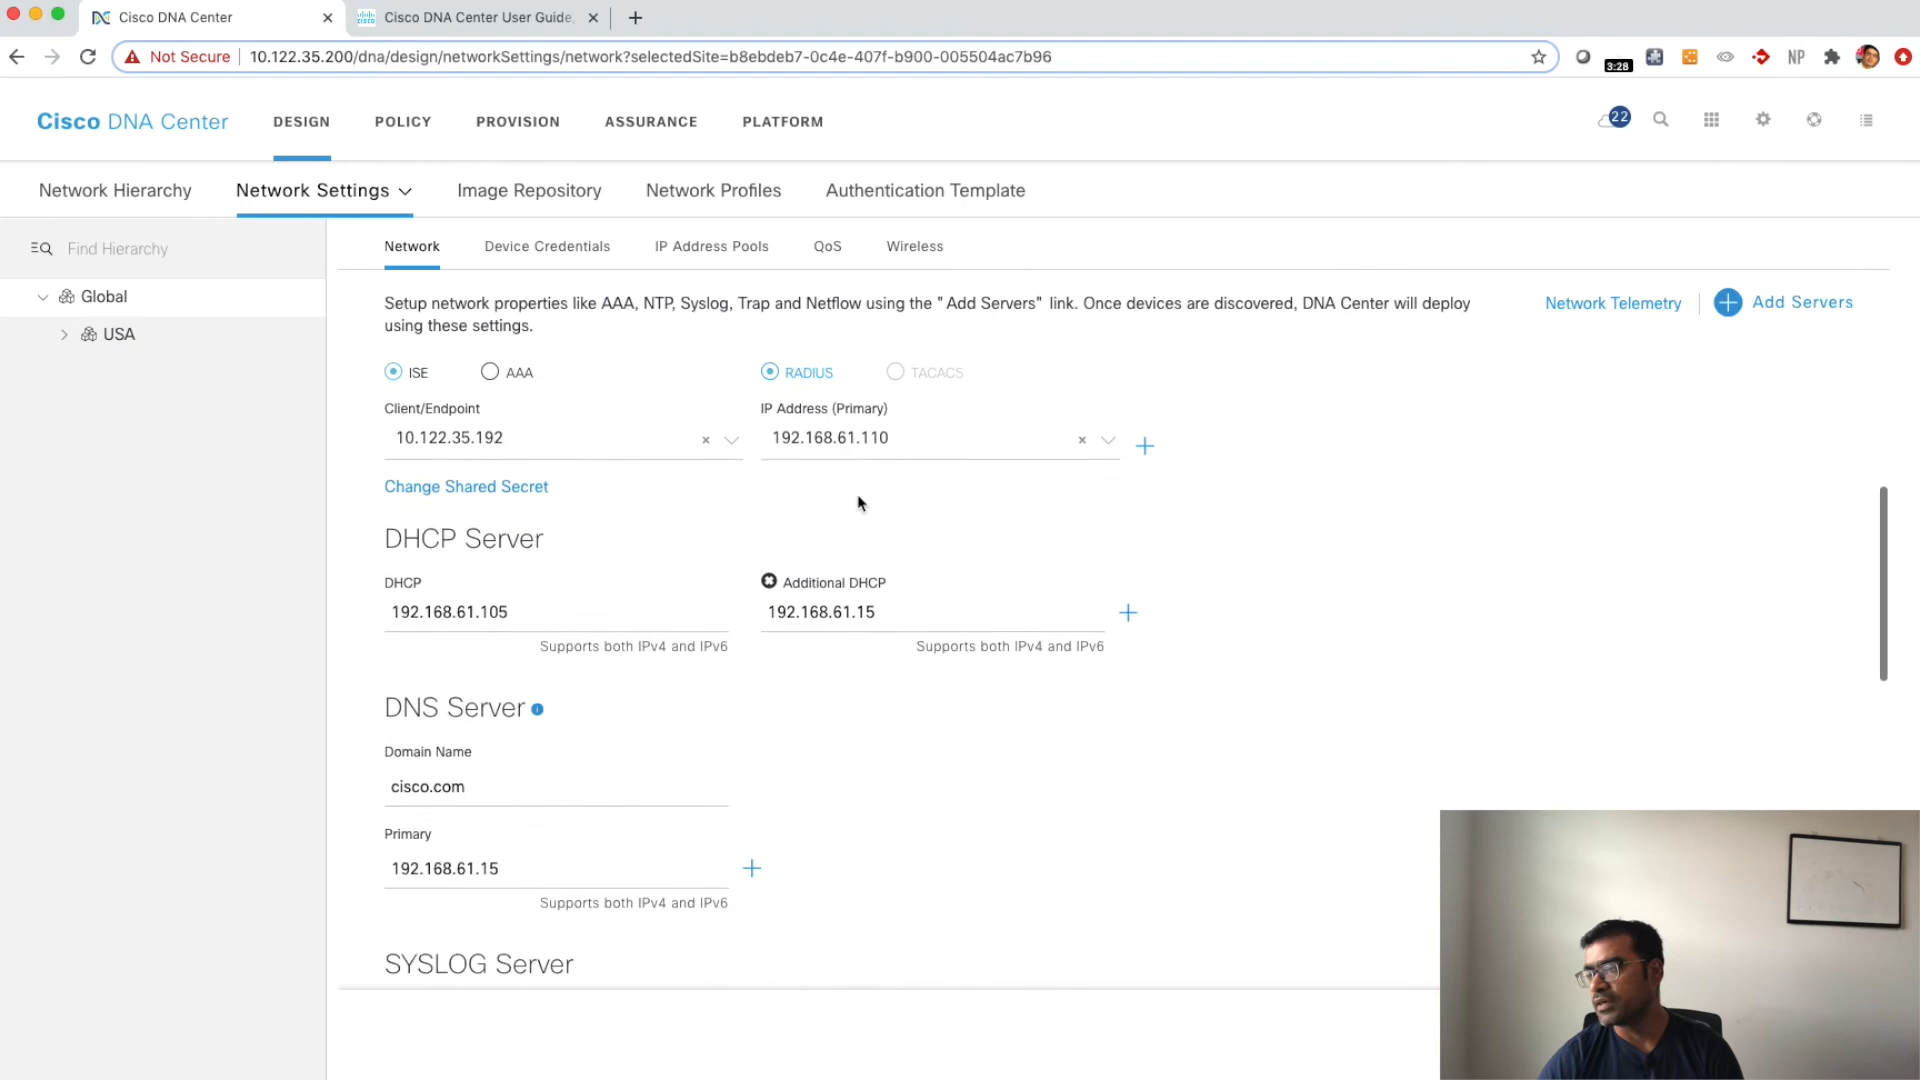 Cisco DNA Center
Cisco DNA Center User Guide,
Not Secure
10.122.35.200/dna/design/networkSettings/network?selectedSite=b8ebdeb7-0c4e-407f-b900-005504ac7b96
3:28
NP
Cisco DNA Center
DESIGN
POLICY
PROVISION
ASSURANCE
PLATFORM
22
Network Hierarchy
Network Settings
Image Repository
Network Profiles
Authentication Template
Find Hierarchy
Global
USA
Network
Device Credentials
IP Address Pools
QoS
Wireless
Setup network properties like AAA, NTP, Syslog, Trap and Netflow using the "Add Servers" link. Once devices are discovered, DNA Center will deploy
using these settings.
Network Telemetry
Add Servers
ISE
AAA
RADIUS
TACACS
Client/Endpoint
IP Address (Primary)
10.122.35.192
192.168.61.110
Change Shared Secret
DHCP Server
DHCP
Additional DHCP
192.168.61.105
192.168.61.15
Supports both IPv4 and IPv6
Supports both IPv4 and IPv6
DNS Server
Domain Name
cisco.com
Primary
192.168.61.15
Supports both IPv4 and IPv6
SYSLOG Server